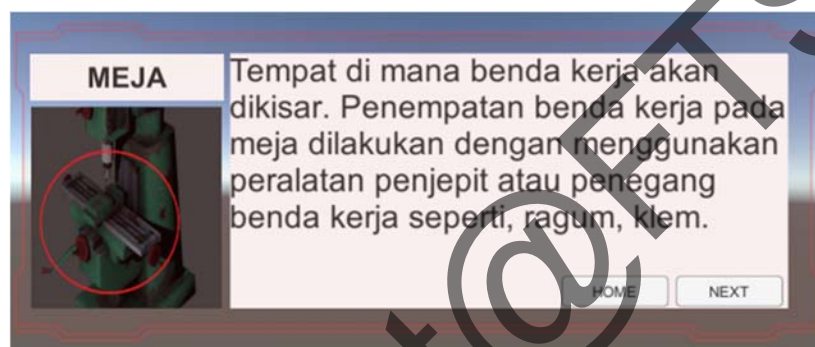 MEJA
Tempat di mana benda kerja akan
dikisar. Penempatan benda kerja pada
meja dilakukan dengan menggunakan
peralatan penjepit atau penegang
benda kerja seperti, ragum, klem.
HOME
NEXT